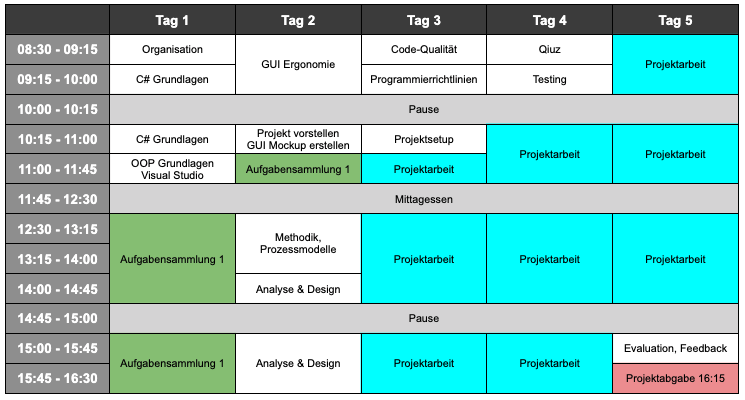 Tag 1 Tag 2 Tag 3 Tag 4 Tag 5
08:30 - 09:15 Organisation GUI Ergonomie Code-Qualität Qiuz Projektarbeit
09:15 - 10:00 C# Grundlagen Programmierrichtlinien Testing
10:00 - 10:15 Pause
10:15 - 11:00 C# Grundlagen Projekt vorstellen
GUI Mockup erstellen Projektsetup Projektarbeit Projektarbeit
11:00 - 11:45 OOP Grundlagen
Visual Studio Aufgabensammlung 1 Projektarbeit
11:45 - 12:30 Mittagessen
12:30 - 13:15 Aufgabensammlung 1 Methodik,
Prozessmodelle Projektarbeit Projektarbeit Projektarbeit
13:15 - 14:00
14:00 - 14:45 Analyse & Design
14:45 - 15:00 Pause
15:00 - 15:45 Aufgabensammlung 1 Analyse & Design Projektarbeit Projektarbeit Evaluation, Feedback
15:45 - 16:30 Projektabgabe 16:15